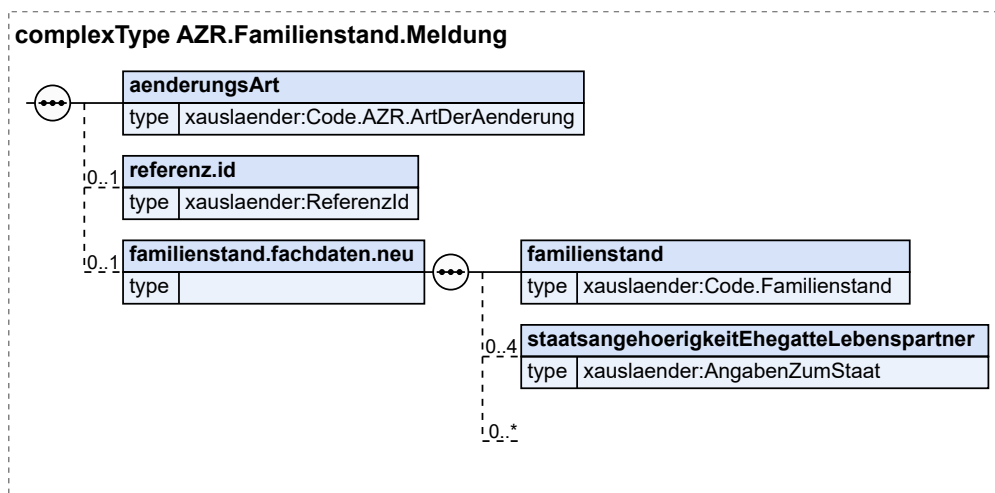 complexType AZR.Familienstand.Meldung
aenderungsArt
type xauslaender:Code.AZR.ArtDerAenderung
0..1 referenz.id
type xauslaender:ReferenzId
0..1 familienstand.fachdaten.neu
type
familienstand
type xauslaender:Code.Familienstand
0..4 staatsangehoerigkeitEhegatteLebenspartner
type xauslaender:AngabenZumStaat
0..*